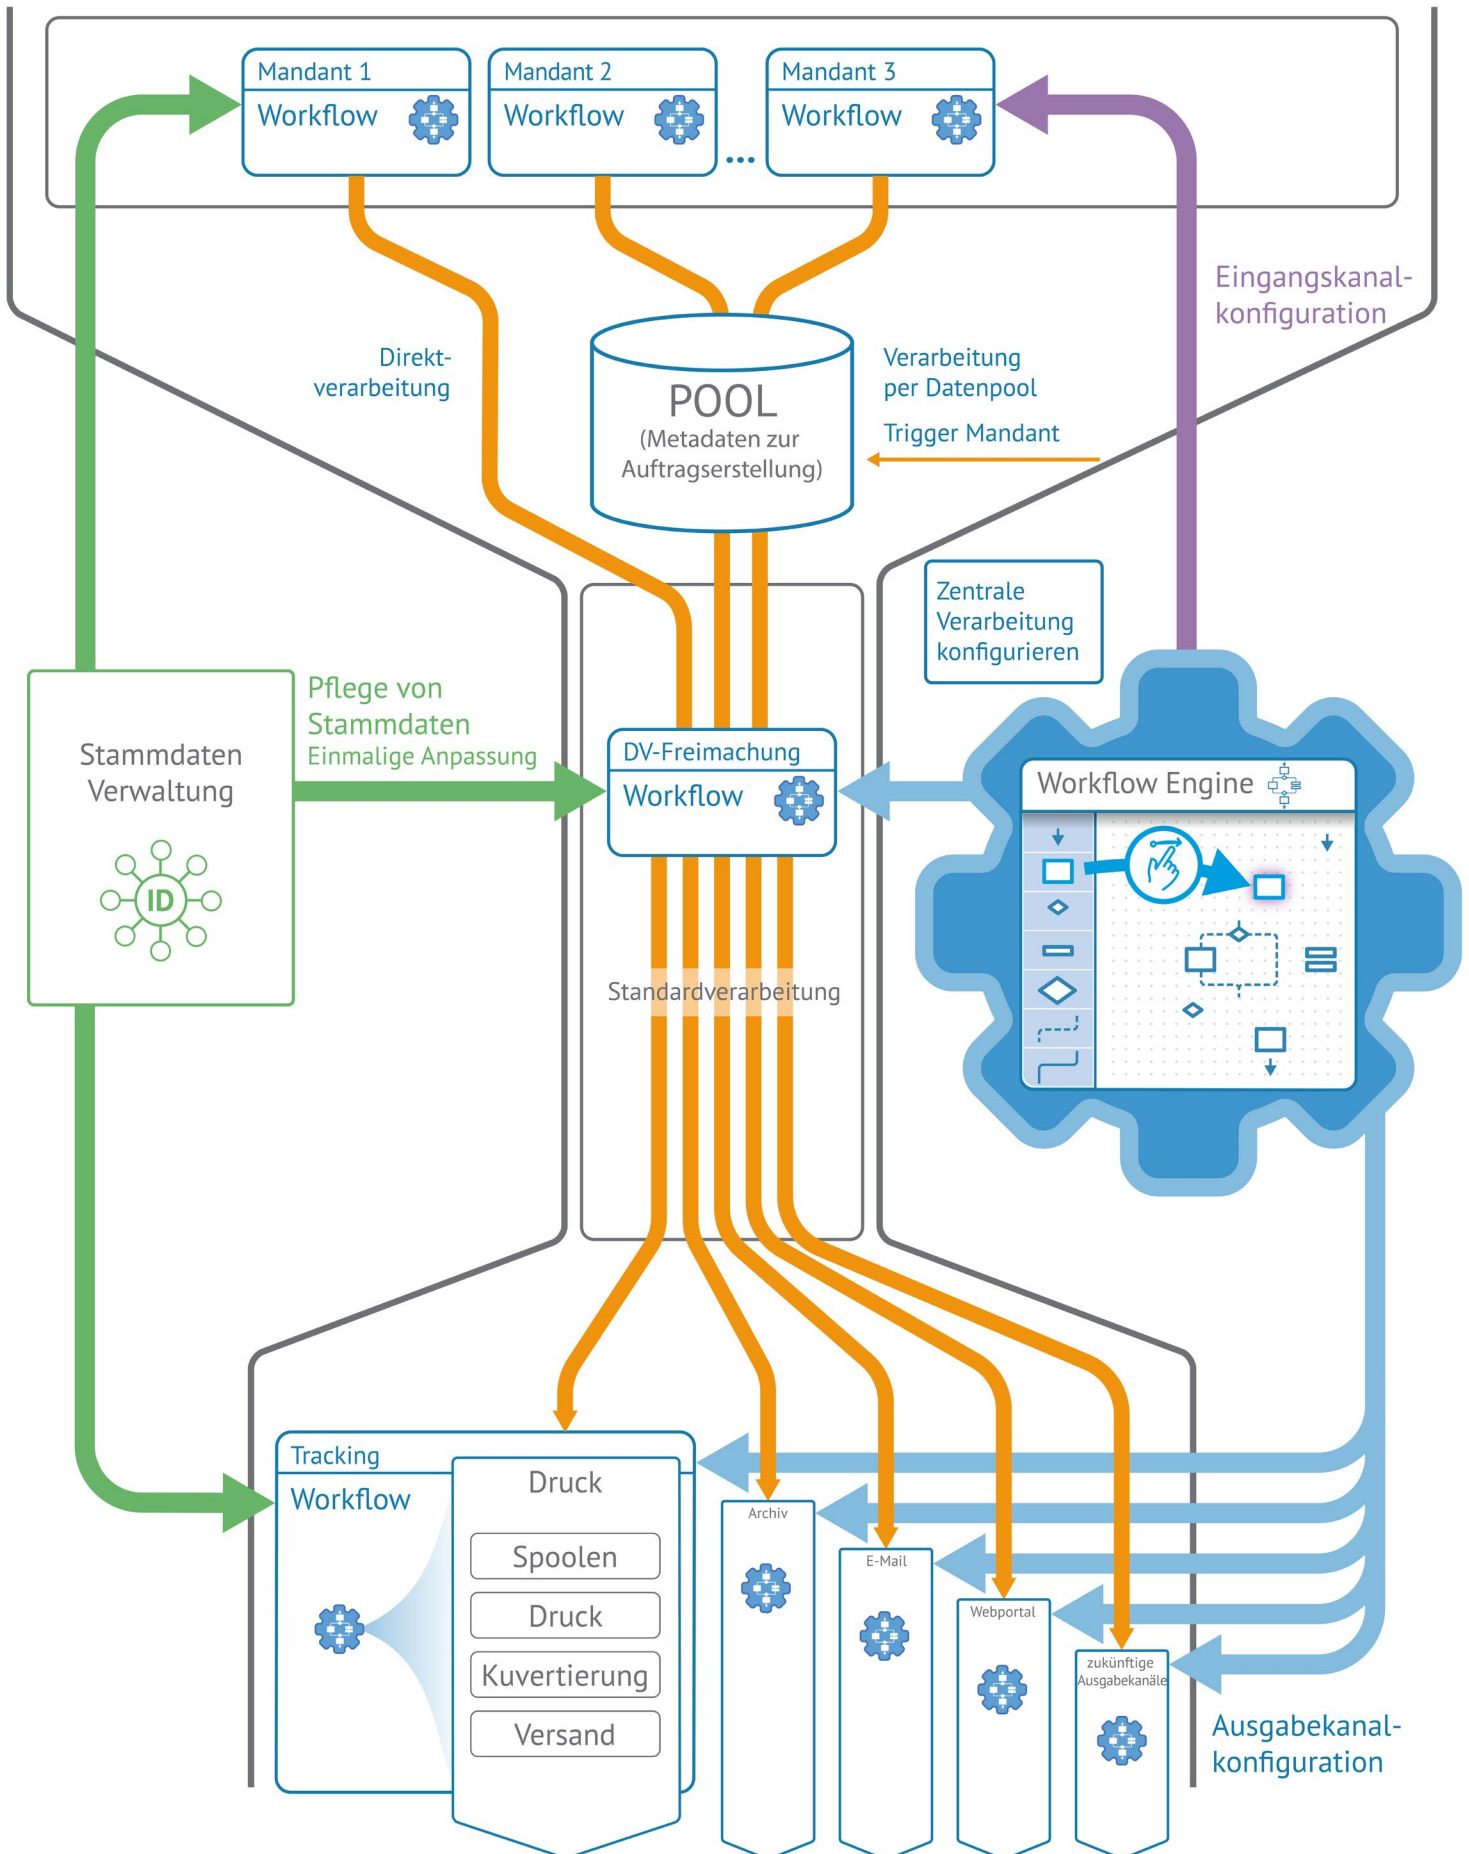 Mandant 1
Workflow
Mandant 2
Workflow
...
Mandant 3
Workflow
Eingangskanal-
konfiguration
Direkt-
verarbeitung
POOL
(Metadaten zur
Auftragserstellung)
Verarbeitung
per Datenpool
Trigger Mandant
Zentrale
Verarbeitung
konfigurieren
Stammdaten
Verwaltung
ID
Pflege von
Stammdaten
Einmalige Anpassung
DV-Freimachung
Workflow
Workflow Engine
Standardverarbeitung
Tracking
Workflow
Druck
Spoolen
Druck
Kuvertierung
Versand
Archiv
E-Mail
Webportal
zukünftige
Ausgabekanäle
Ausgabekanal-
konfiguration